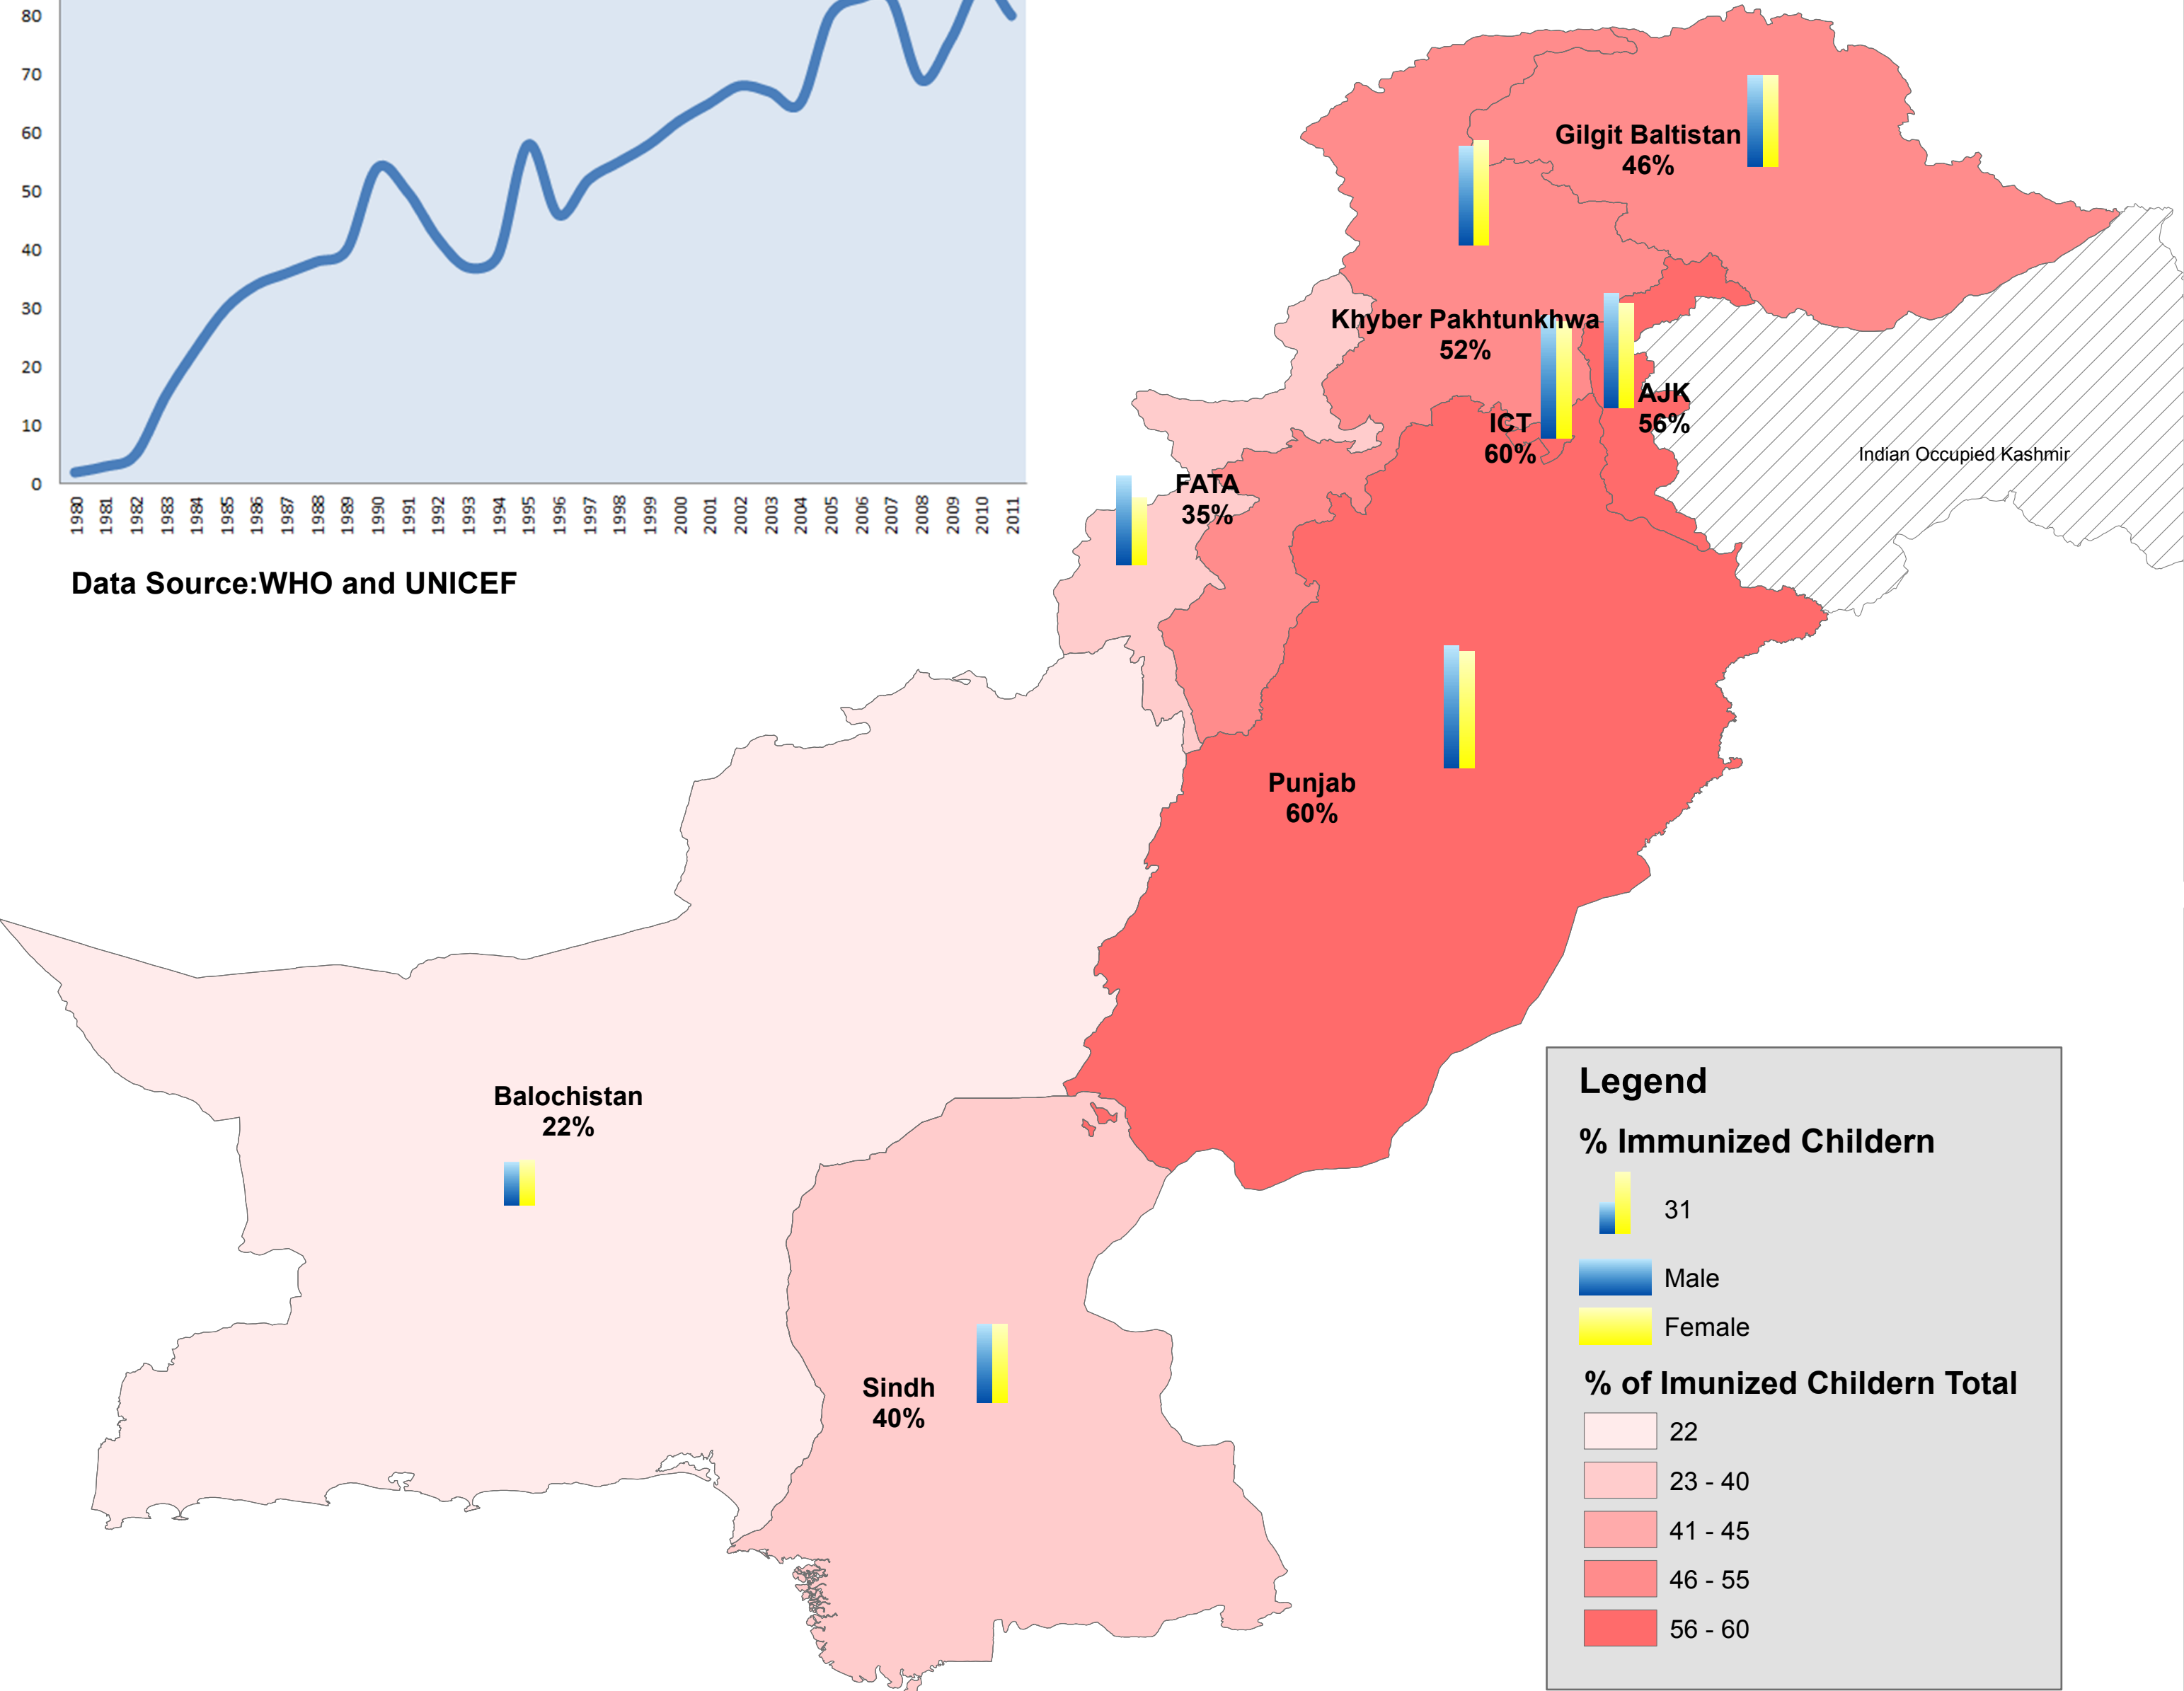 80
70
60
50
40
30
20
10
0
1980 1981 1982 1983 1984 1985 1986 1987 1988 1989 1990 1991 1992 1993 1994 1995 1996 1997 1998 1999 2000 2001 2002 2003 2004 2005 2006 2007 2008 2009 2010 2011
Data Source:WHO and UNICEF
Gilgit Baltistan
46%
Khyber Pakhtunkhwa
52%
AJK
56%
ICT
60%
Indian Occupied Kashmir
FATA
35%
Punjab
60%
Balochistan
22%
Sindh
40%
Legend
% Immunized Childern
31
Male
Female
% of Imunized Childern Total
22
23 - 40
41 - 45
46 - 55
56 - 60